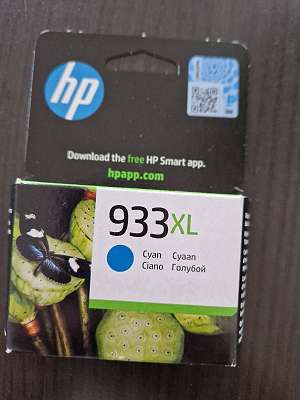 hp
Download the free HP Smart app.
hpapp.com
933XL
Cyan Cyaan
Ciano Голубой